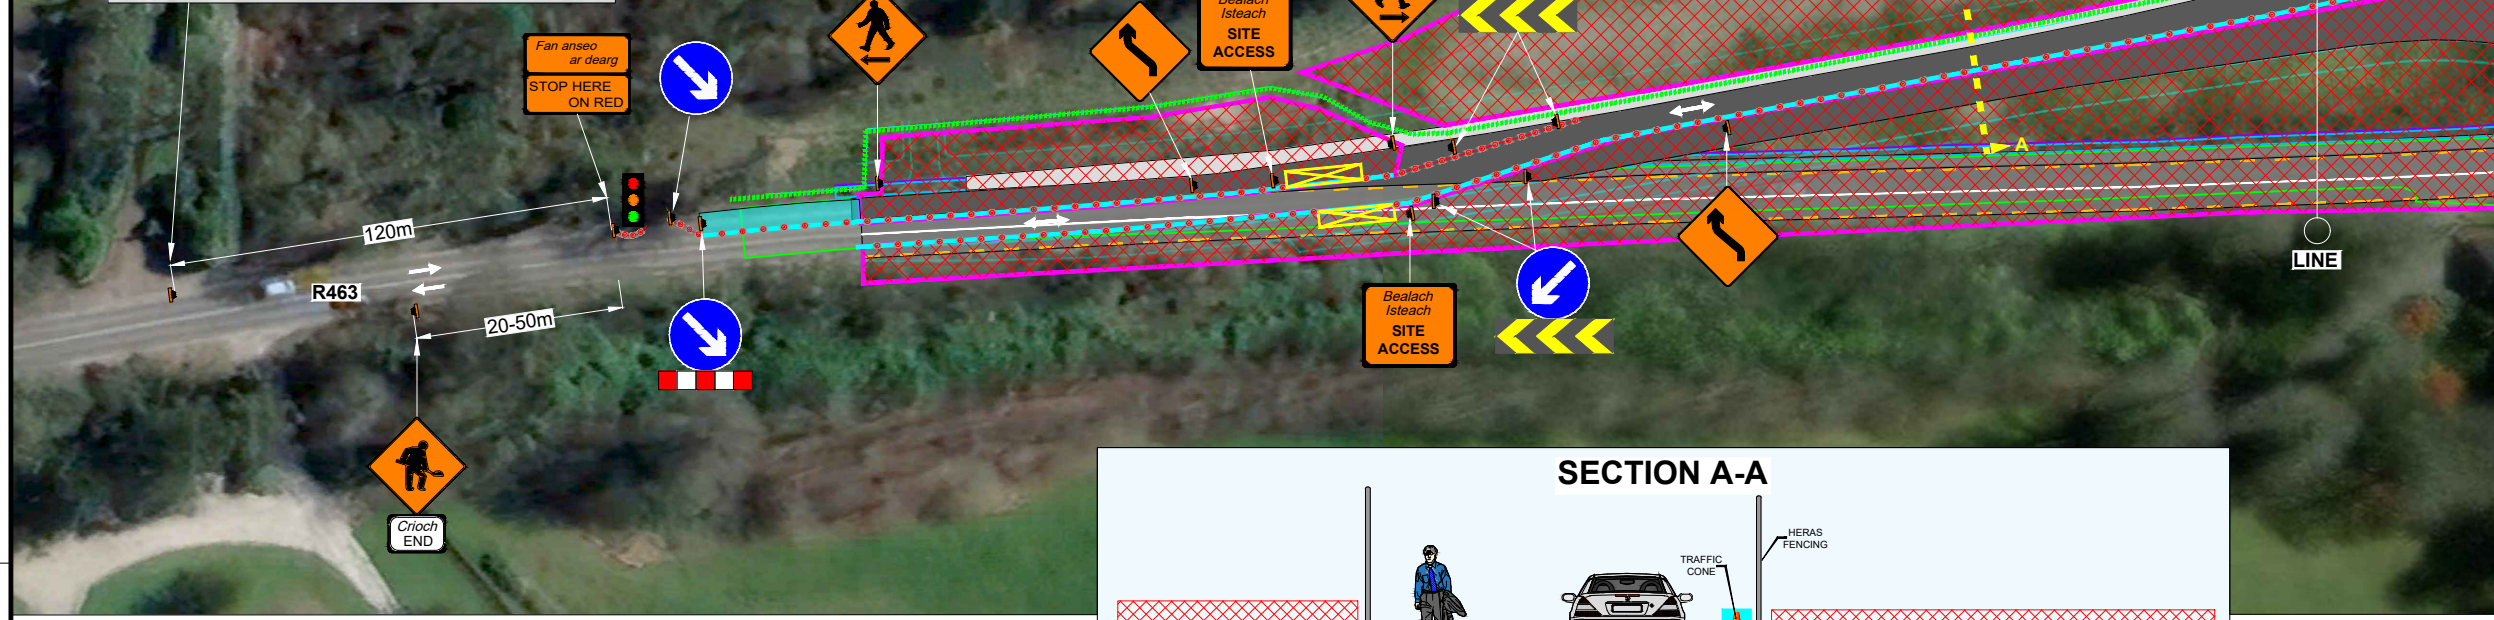 Bealach
Isteach
SITE
ACCESS
Fan anseo
ar dearg
STOP HERE
ON RED
A
120m
R463
20-50m
LINE
Bealach
Isteach
SITE
ACCESS
Crioch
END
SECTION A-A
HERAS
FENCING
TRAFFIC
CONE